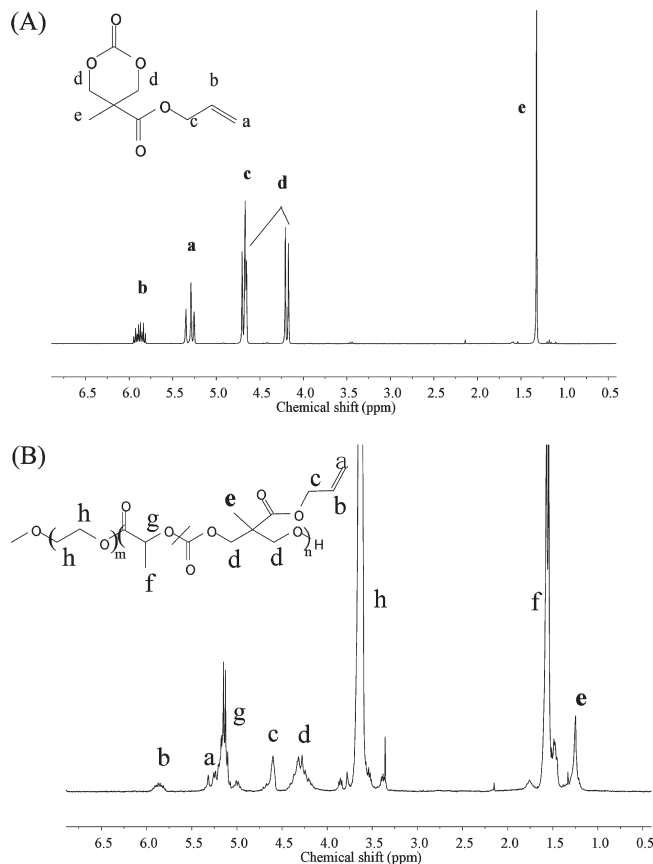 (A)
O
O O
d d
b
e O
c a
O
e
c
d
a
b
6.5 6.0 5.5 5.0 4.5 4.0 3.5 3.0 2.5 2.0 1.5 1.0 0.5
Chemical shift (ppm)
(B)
a
c
e O
b
O
h O g
O O O O O
O m n H
h O d d
f
h
f
g
e
c d
b a
6.5 6.0 5.5 5.0 4.5 4.0 3.5 3.0 2.5 2.0 1.5 1.0 0.5
Chemical shift (ppm)